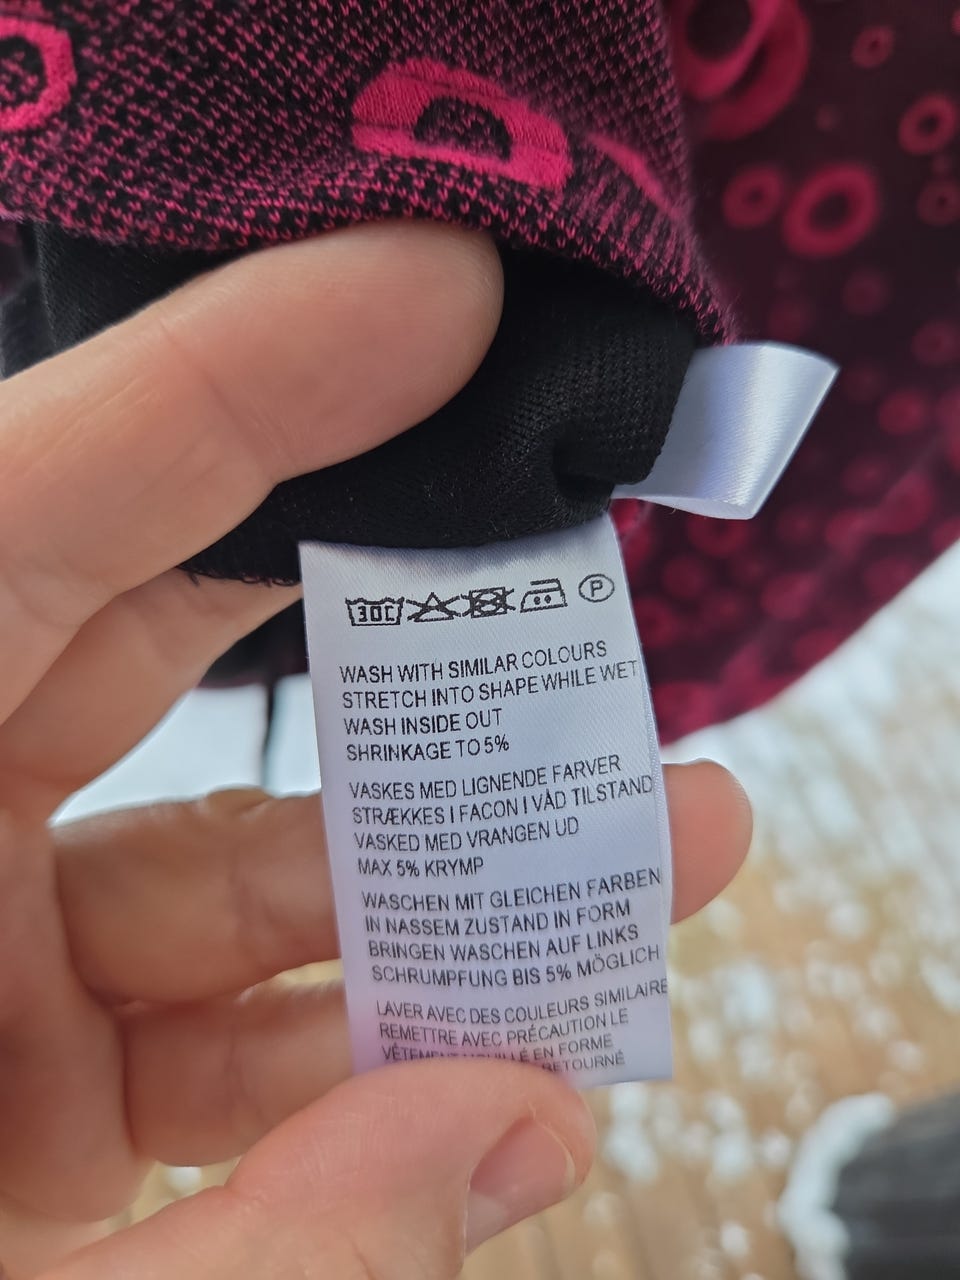 30C P
WASH WITH SIMILAR COLOURS
STRETCH INTO SHAPE WHILE WET
WASH INSIDE OUT
SHRINKAGE TO 5%
VASKES MED LIGNENDE FARVER
STRÆKKES I FACON I VÅD TILSTAND
VASKED MED VRANGEN UD
MAX 5% KRYMP
WASCHEN MIT GLEICHEN FARBEN
IN NASSEM ZUSTAND IN FORM
BRINGEN WASCHEN AUF LINKS
SCHRUMPFUNG BIS 5% MÖGLICH
LAVER AVEC DES COULEURS SIMILAIRE
REMETTRE AVEC PRÉCAUTION LE
EN FORME
RETOURNÉ